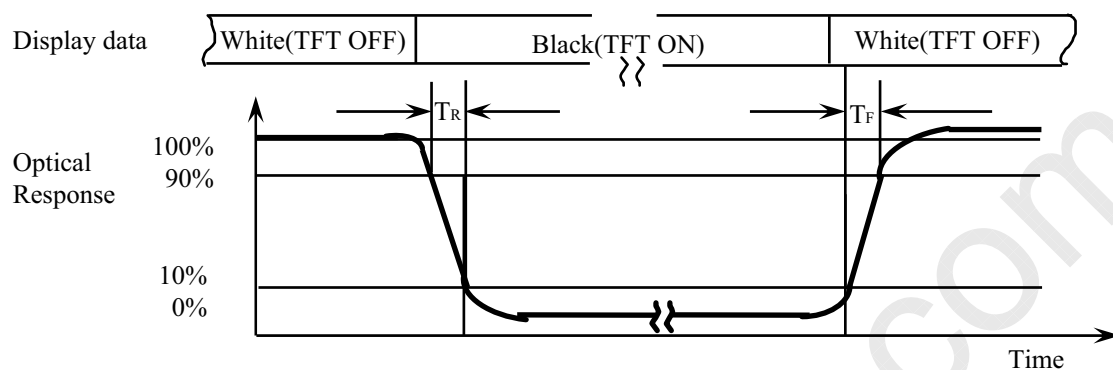 Display data
White(TFT OFF)
Black(TFT ON)
White(TFT OFF)
TR
TF
Optical
Response
100%
90%
10%
0%
Time
com